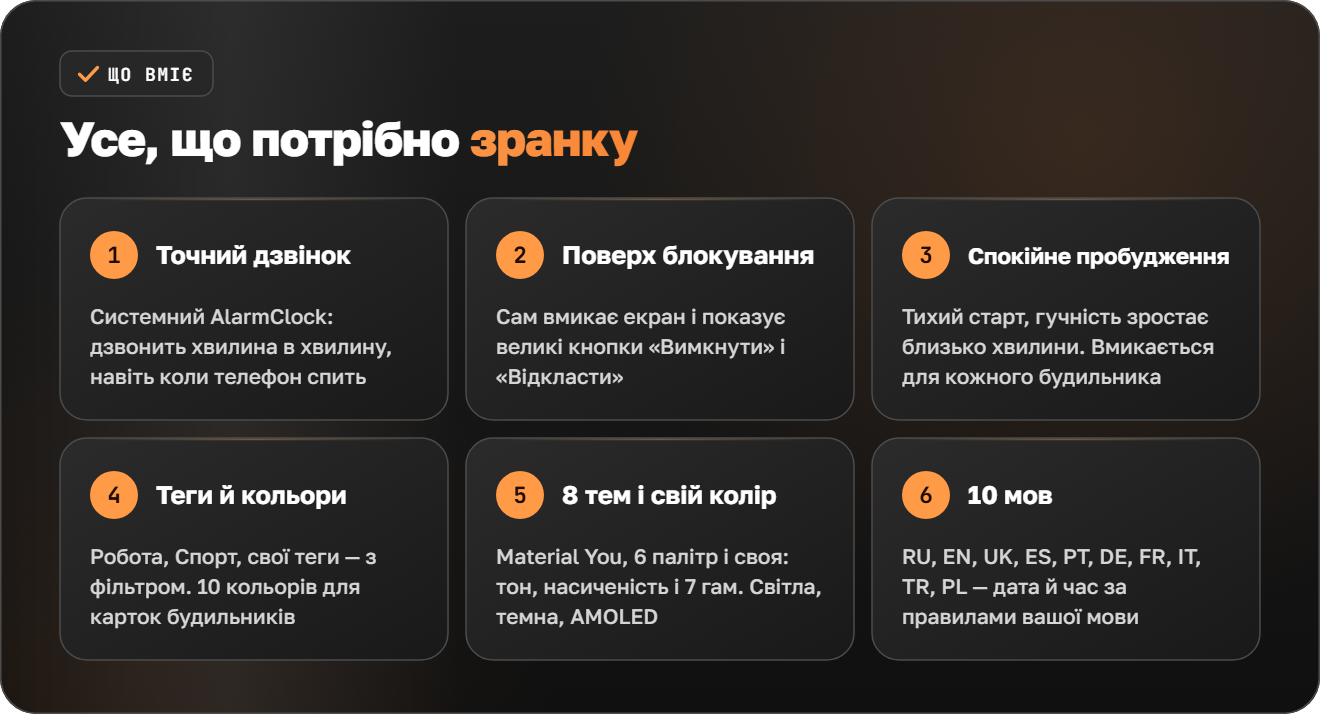 ЩО ВМІЄ
Усе, що потрібно зранку
1 Точний дзвінок
Системний AlarmClock:
дзвонить хвилина в хвилину,
навіть коли телефон спить
2 Поверх блокування
Сам вмикає екран і показує
великі кнопки «Вимкнути» і
«Відкласти»
3 Спокійне пробудження
Тихий старт, гучність зростає
близько хвилини. Вмикається
для кожного будильника
4 Теги й кольори
Робота, Спорт, свої теги — з
фільтром. 10 кольорів для
карток будильників
5 8 тем і свій колір
Material You, 6 палітр і своя:
тон, насиченість і 7 гам. Світла,
темна, AMOLED
6 10 мов
RU, EN, UK, ES, PT, DE, FR, IT,
TR, PL — дата й час за
правилами вашої мови